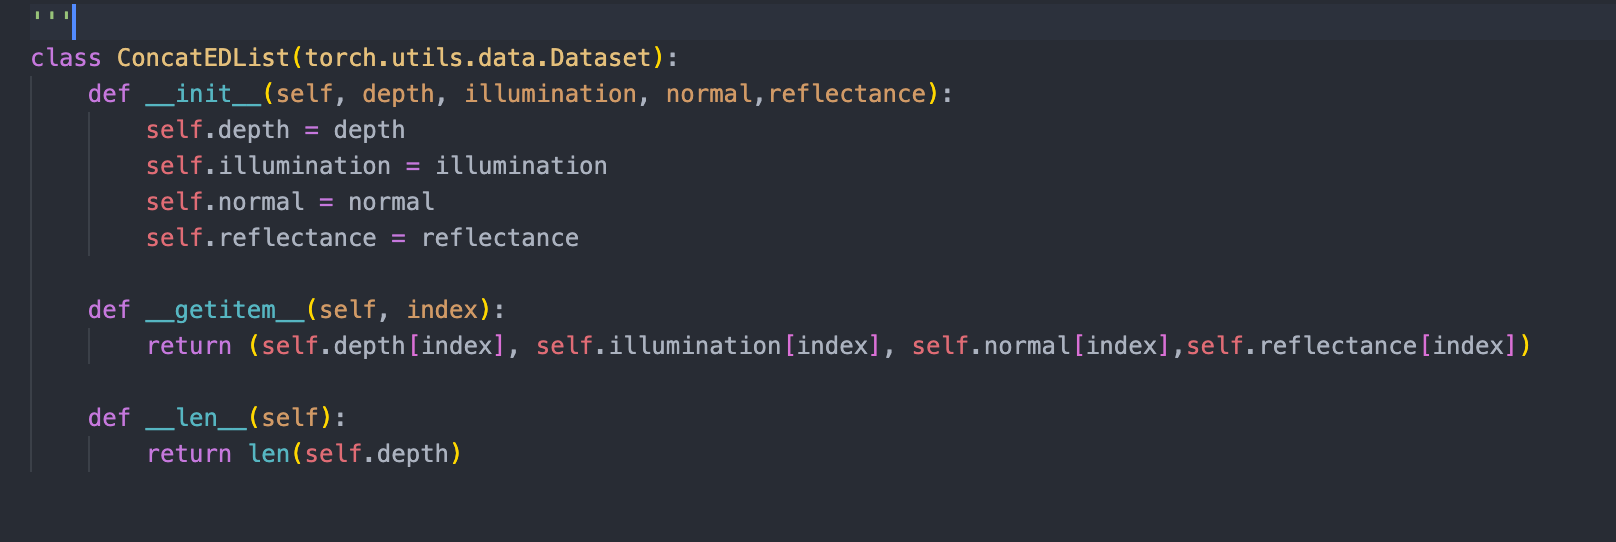 '''
class ConcatEDList(torch.utils.data.Dataset):
    def __init__(self, depth, illumination, normal,reflectance):
        self.depth = depth
        self.illumination = illumination
        self.normal = normal
        self.reflectance = reflectance
    def __getitem__(self, index):
        return (self.depth[index], self.illumination[index], self.normal[index],self.reflectance[index])
    def __len__(self):
        return len(self.depth)